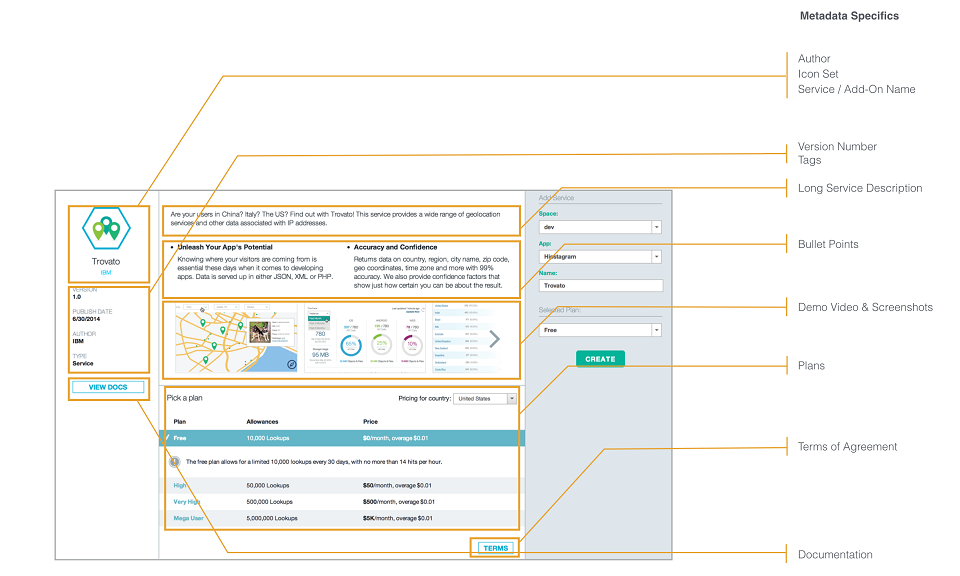 Metadata Specifics
Author
Icon Set
Service / Add-On Name
Version Number
Tags
Long Service Description
Bullet Points
Demo Video & Screenshots
Plans
Terms of Agreement
Documentation
Trovato
IBM
VERSION
1.0
PUBLISH DATE
6/30/2014
AUTHOR
IBM
TYPE
Service
VIEW DOCS
Are your users in China? Italy? The US? Find out with Trovato! This service provides a wide range of geolocation
services and other data associated with IP addresses.
• Unleash Your App's Potential
Knowing where your visitors are coming from is
essential these days when it comes to developing
apps. Data is served up in either JSON, XML or PHP.
• Accuracy and Confidence
Returns data on country, region, city name, zip code,
geo coordinates, time zone and more with 99%
accuracy. We also provide confidence factors that
show just how certain you can be about the result.
780
95 MB
65%
25%
10%
Pick a plan
Pricing for country: United States
Plan Allowances Price
Free 10,000 Lookups $0/month, overage $0.01
The free plan allows for a limited 10,000 lookups every 30 days, with no more than 14 hits per hour.
High 50,000 Lookups $50/month, overage $0.01
Very High 500,000 Lookups $500/month, overage $0.01
Mega User 5,000,000 Lookups $5K/month, overage $0.01
TERMS
Add Service
Space:
dev
App:
Hinstagram
Name:
Trovato
Selected Plan:
Free
CREATE